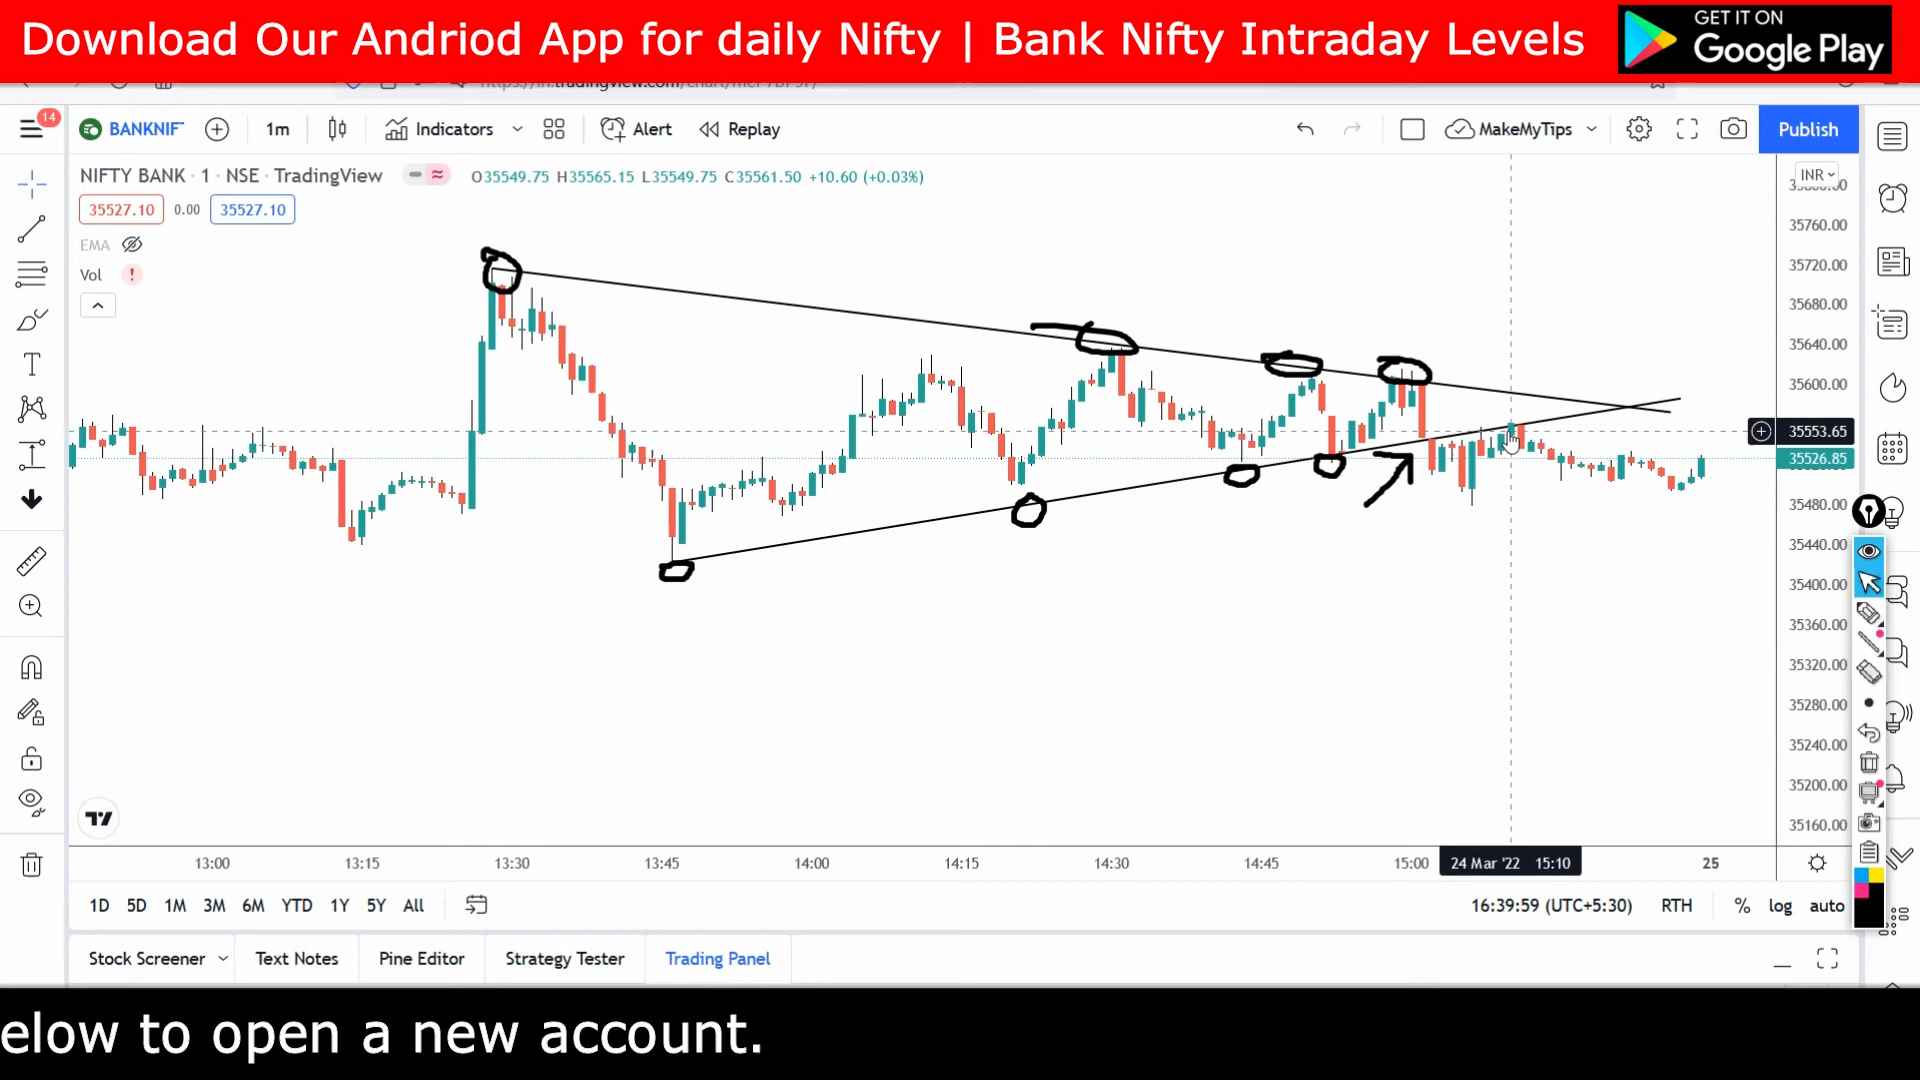 Download Our Andriod App for daily Nifty | Bank Nifty Intraday Levels
GET IT ON
Google Play
14
BANKNIF
1m
Indicators
Alert
Replay
MakeMyTips
Publish
NIFTY BANK · 1 · NSE · TradingView
O35549.75 H35565.15 L35549.75 C35561.50 +10.60 (+0.03%)
INR
35527.10
0.00
35527.10
EMA
Vol
35760.00
35720.00
35680.00
35640.00
35600.00
35553.65
35526.85
35480.00
35440.00
35400.00
35360.00
35320.00
35280.00
35240.00
35200.00
35160.00
13:00
13:15
13:30
13:45
14:00
14:15
14:30
14:45
15:00
24 Mar '22 15:10
25
1D
5D
1M
3M
6M
YTD
1Y
5Y
All
16:39:59 (UTC+5:30)
RTH
%
log
auto
Stock Screener
Text Notes
Pine Editor
Strategy Tester
Trading Panel
elow to open a new account.